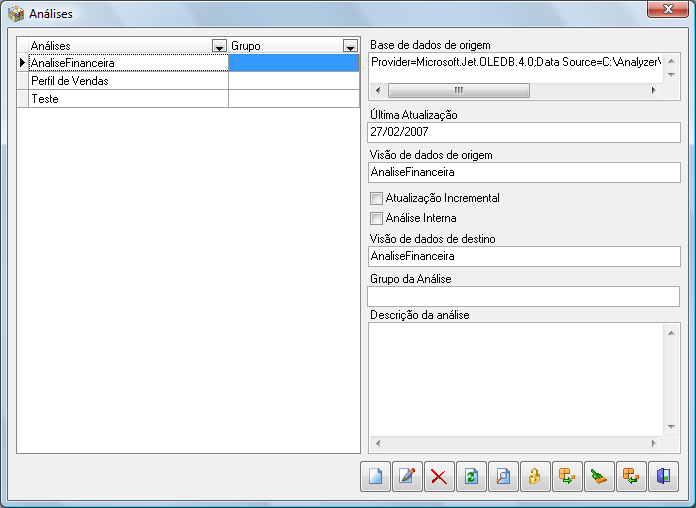 Análises
Análises Grupo
AnaliseFinanceira
Perfil de Vendas
Teste
Base de dados de origem
Provider=Microsoft.Jet.OLEDB.4.0;Data Source=C:\Analyzer\
Última Atualização
27/02/2007
Visão de dados de origem
AnaliseFinanceira
Atualização Incremental
Análise Interna
Visão de dados de destino
AnaliseFinanceira
Grupo da Análise
Descrição da análise